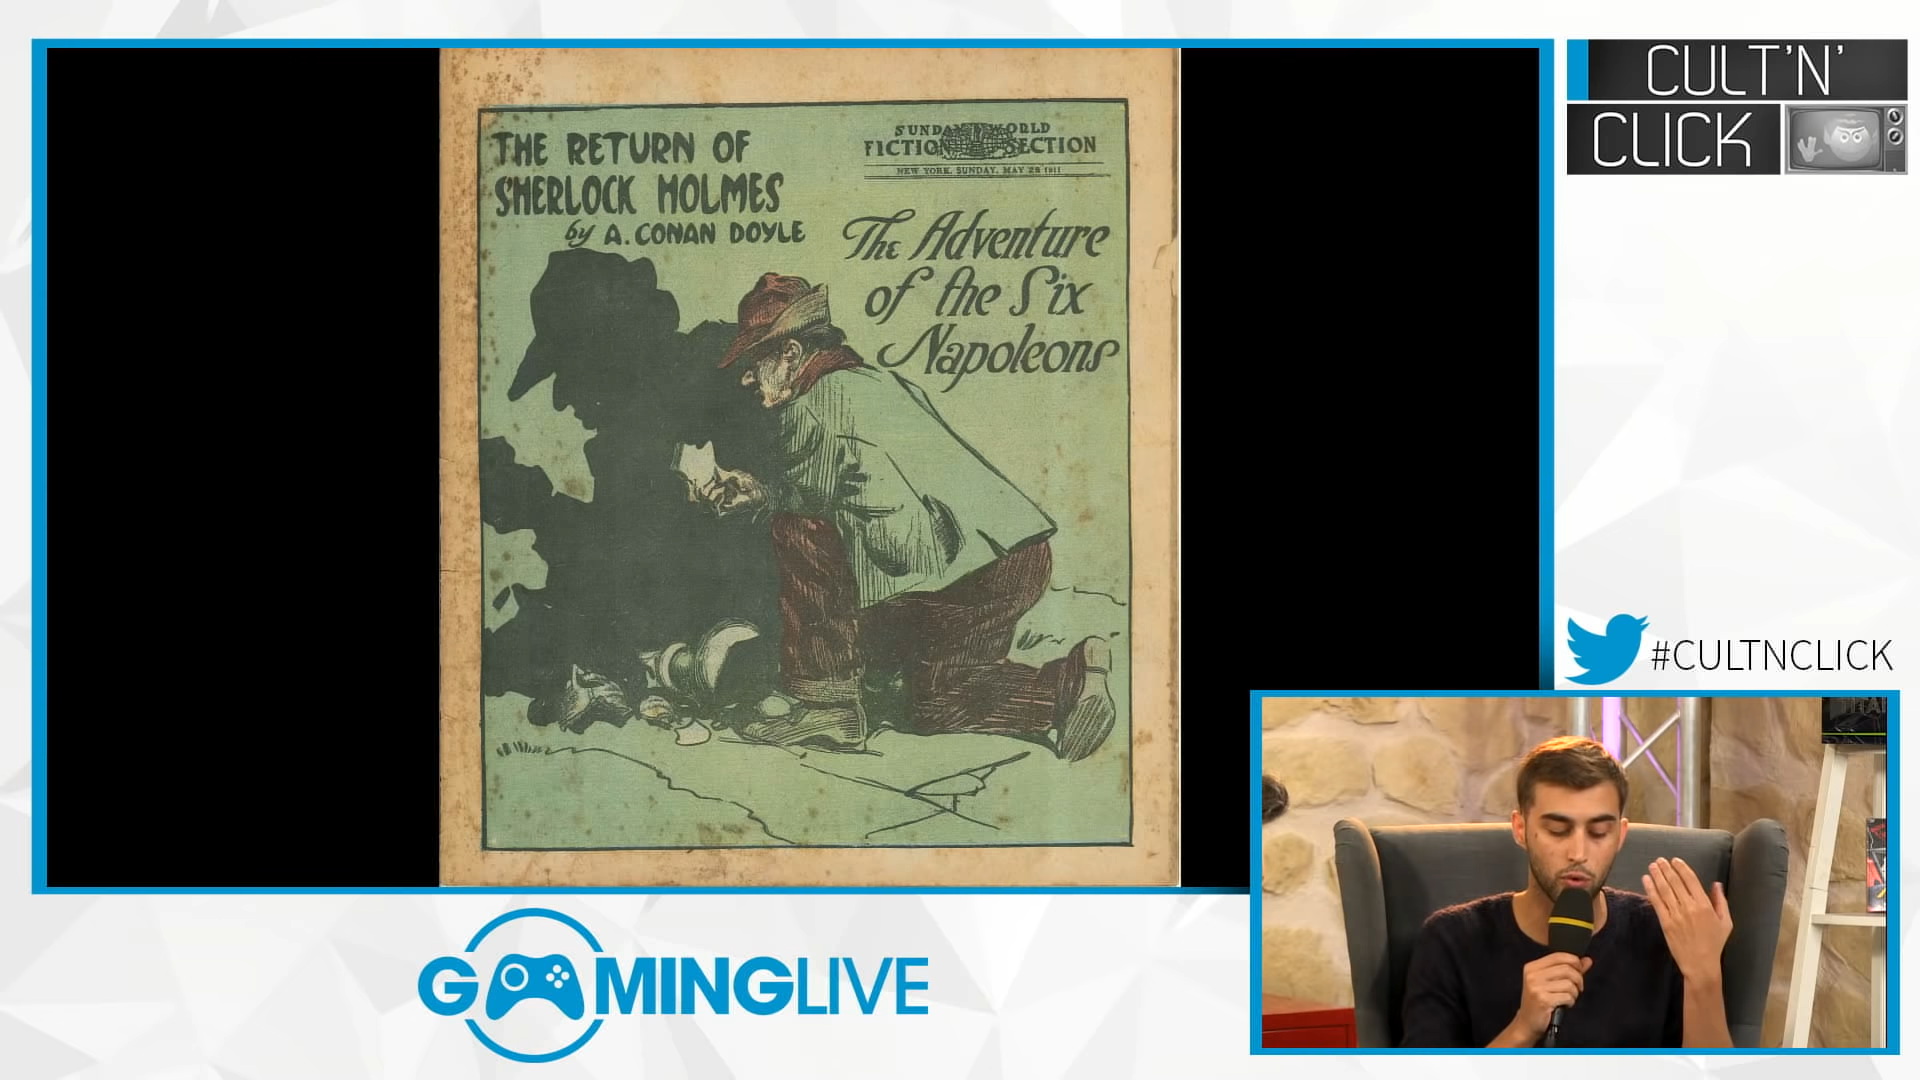 THE RETURN OF
SHERLOCK HOLMES
by A. CONAN DOYLE
SUNDAY WORLD
FICTION SECTION
NEW YORK, SUNDAY, MAY 28 1911
The Adventure
of the Six
Napoleons
CULT'N'
CLICK
#CULTNCLICK
GAMINGLIVE